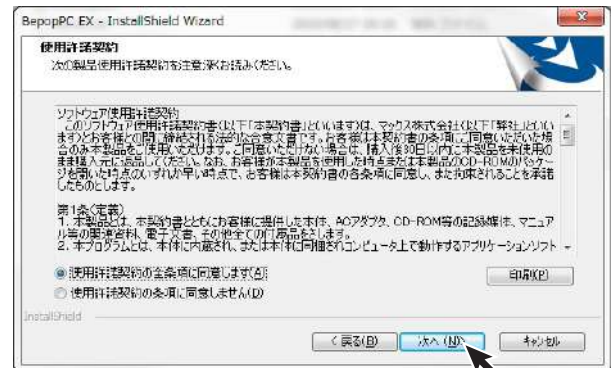 BepopPC EX - InstallShield Wizard
使用許諾契約
次の製品使用許諾契約を注意深くお読みください。
ソフトウェア使用許諾契約
このソフトウェア使用許諾契約書(以下「本契約書」といいます)は、マックス株式会社(以下「弊社」といい
ます)とお客様との間に締結される法的な合意文書です。お客様は本契約書の条項にご同意いただいた場
合のみ本製品をご使用いただけます。ご同意いただけない場合は、購入後30日以内に本製品を未使用の
まま購入元に返品してください。なお、お客様が本製品を使用した時点または本製品のCD-ROMのパッケー
ジを開いた時点のいずれか早い時点で、お客様は本契約書の各条項に同意し、また拘束されることを承諾
したものとします。
第1条(定義)
1. 本製品とは、本契約書とともにお客様に提供した本体、ACアダプタ、CD-ROM等の記録媒体、マニュア
ル等の関連資料、電子文書、その他全ての付属品をさします。
2. 本プログラムとは、本体に内蔵され、または本体に同梱されコンピュータ上で動作するアプリケーションソフト
使用許諾契約の全条項に同意します(A)
印刷(P)
使用許諾契約の条項に同意しません(D)
InstallShield
< 戻る(B)
次へ(N)>
キャンセル